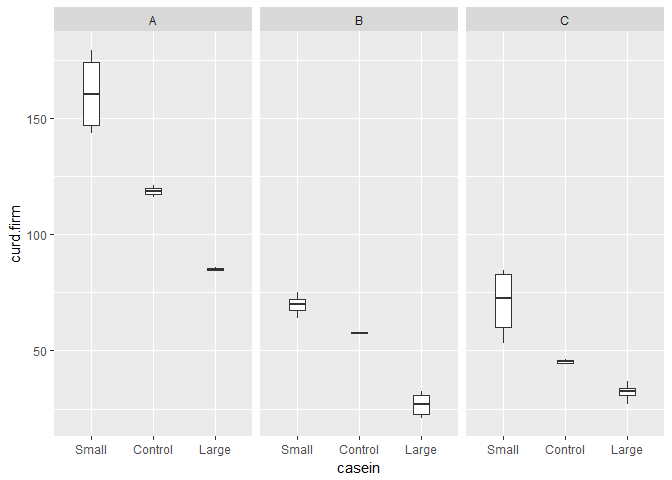 A B C
curd.firm
150
100
50
Small Control Large Small Control Large Small Control Large
casein